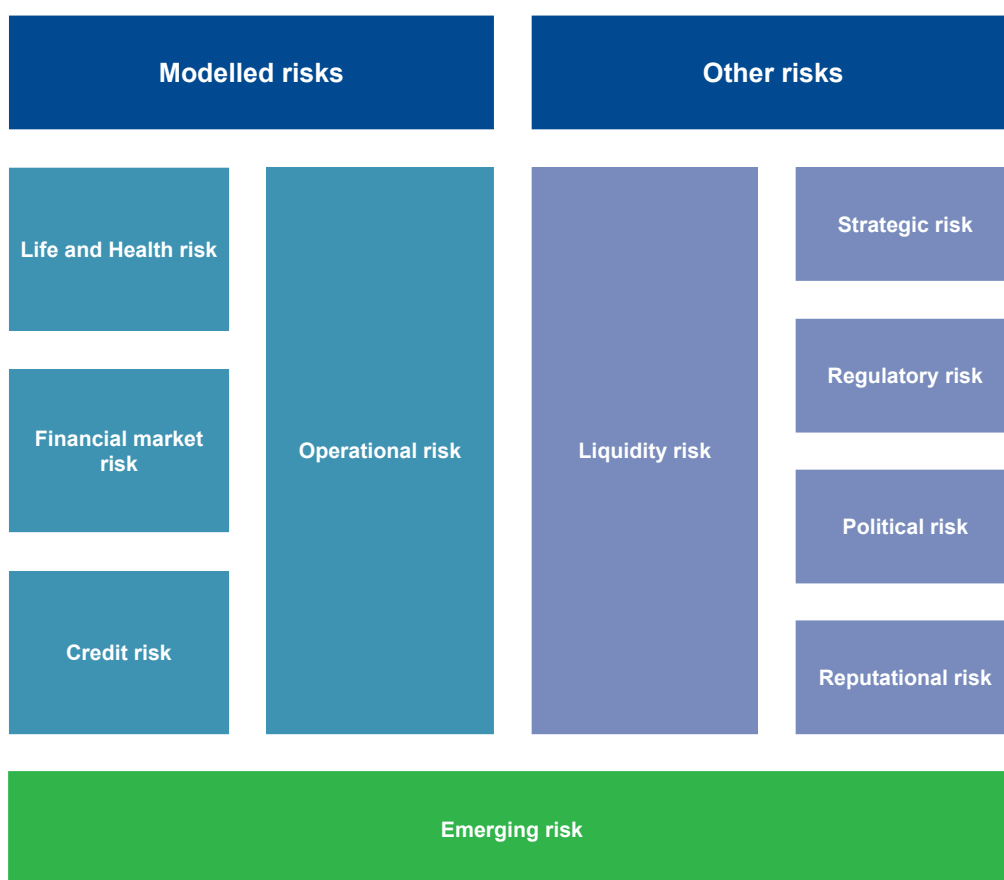 Modelled risks
Other risks
Life and Health risk
Financial market
risk
Credit risk
Operational risk
Liquidity risk
Strategic risk
Regulatory risk
Political risk
Reputational risk
Emerging risk